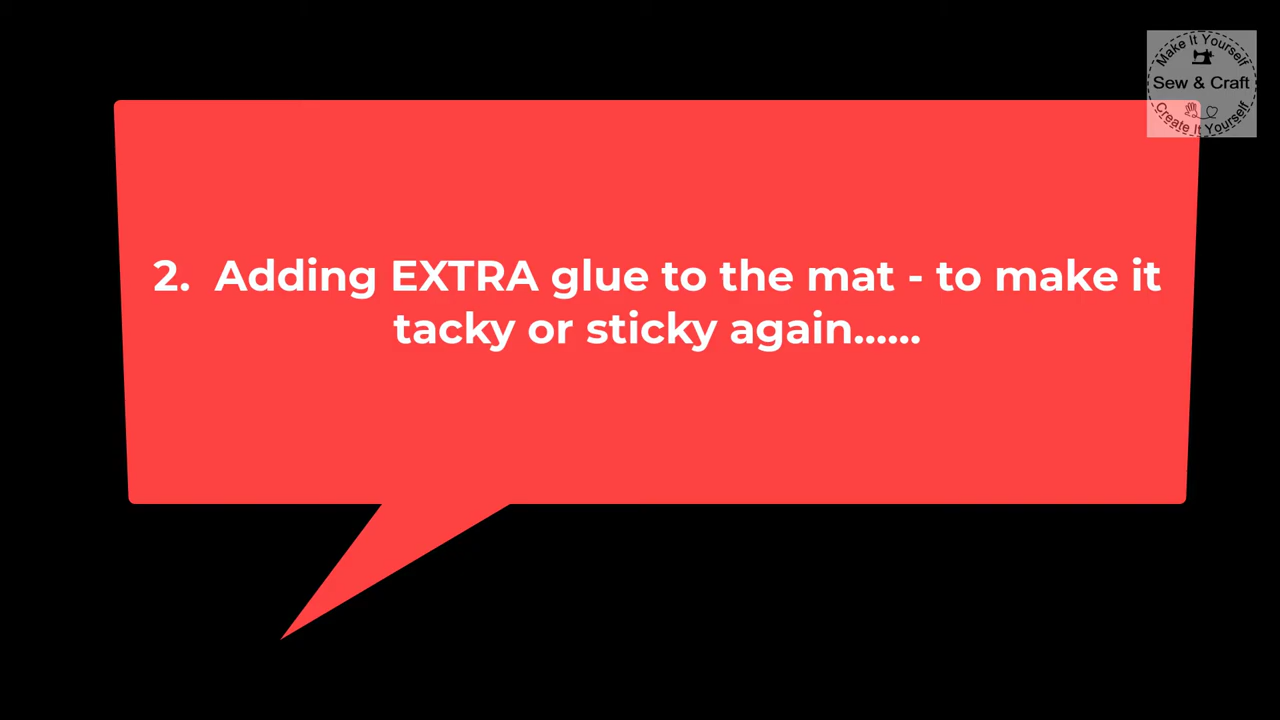 Make It Yourself
Sew & Craft
Create It Yourself
2. Adding EXTRA glue to the mat - to make it
tacky or sticky again......